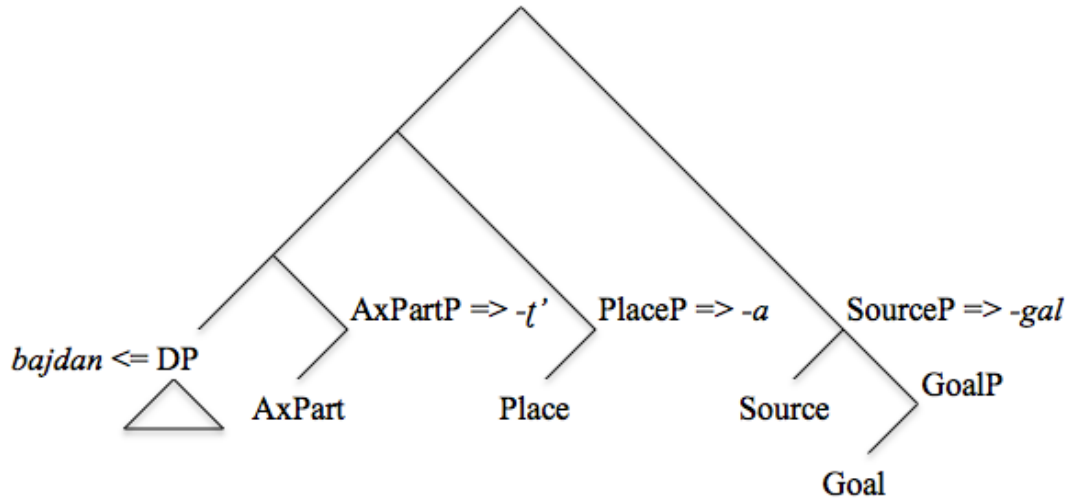 AxPartP => -ţ’ PlaceP => -a SourceP => -gal
bajdan <= DP
GoalP
AxPart Place Source
Goal